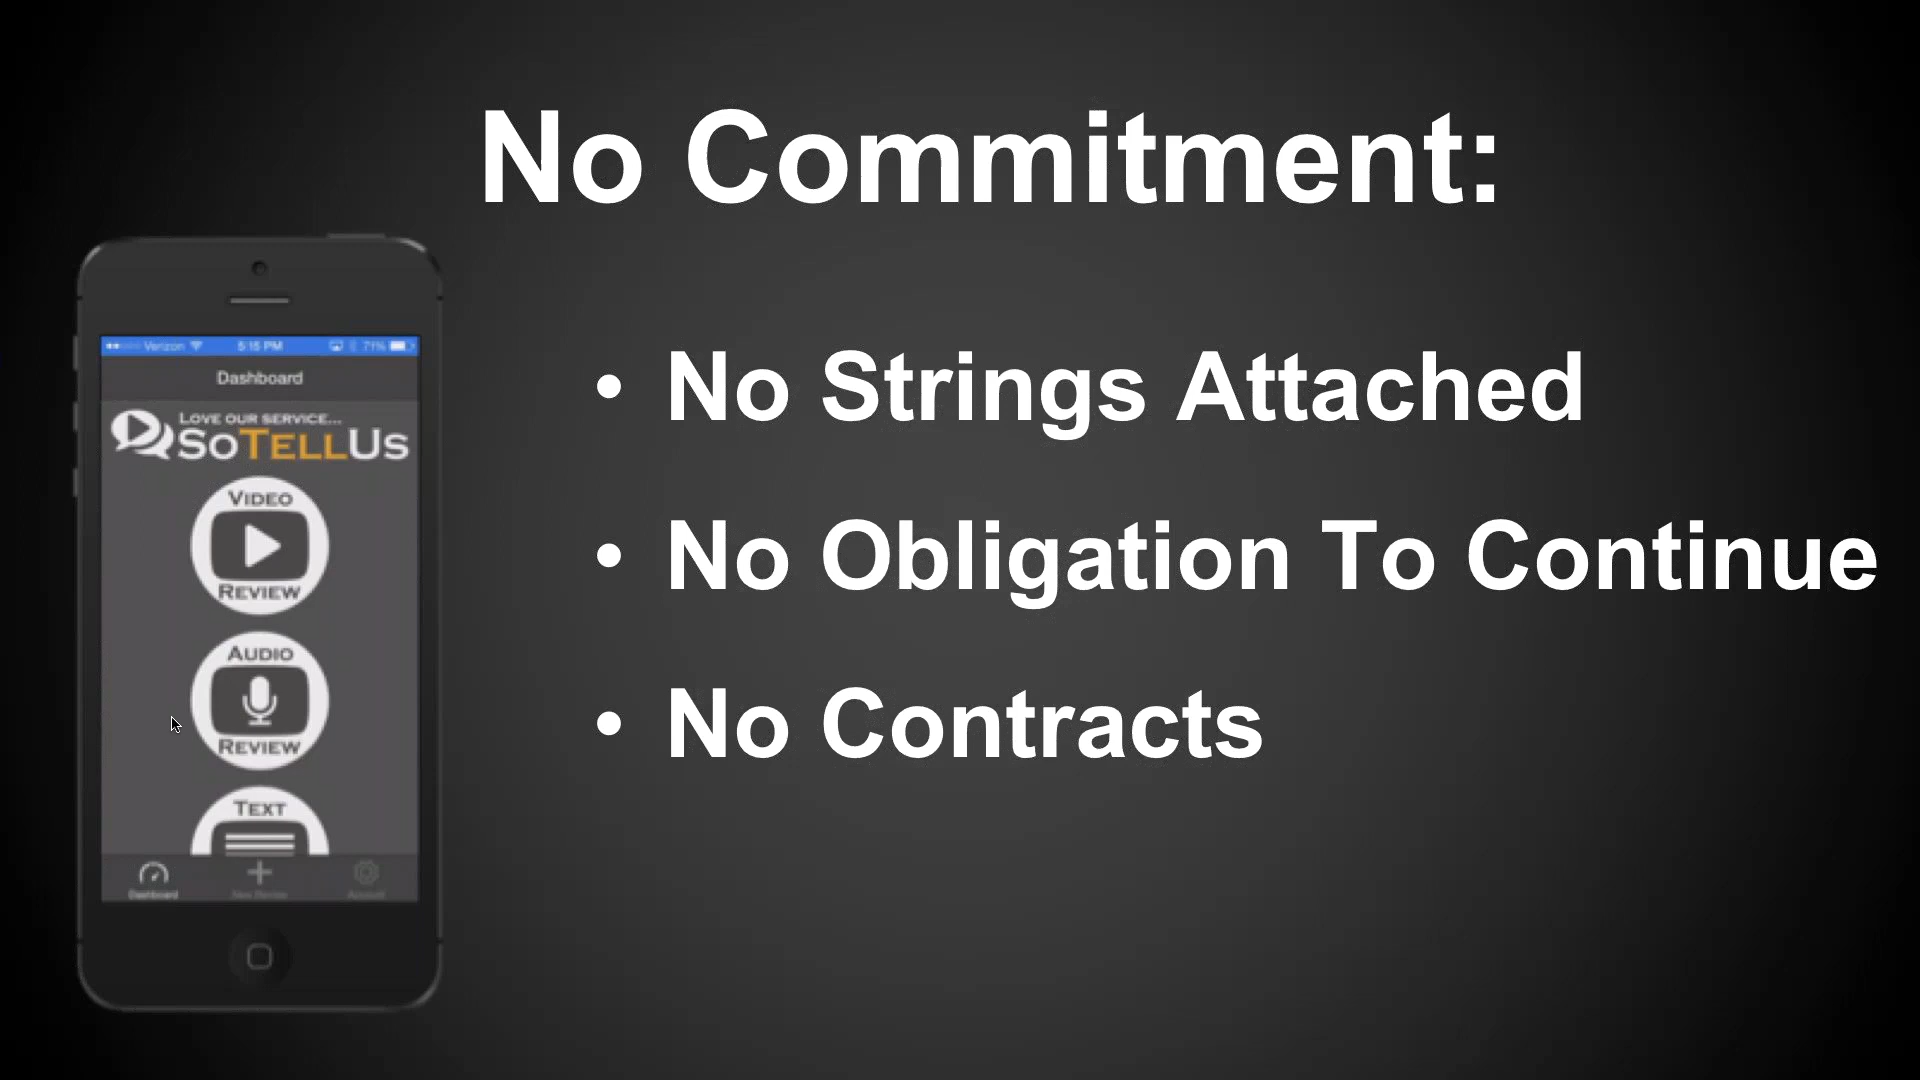 No Commitment:
• No Strings Attached
• No Obligation To Continue
• No Contracts
Verizon 5:15 PM 71%
Dashboard
LOVE OUR SERVICE...
SOTELLUS
VIDEO
REVIEW
AUDIO
REVIEW
TEXT
Dashboard